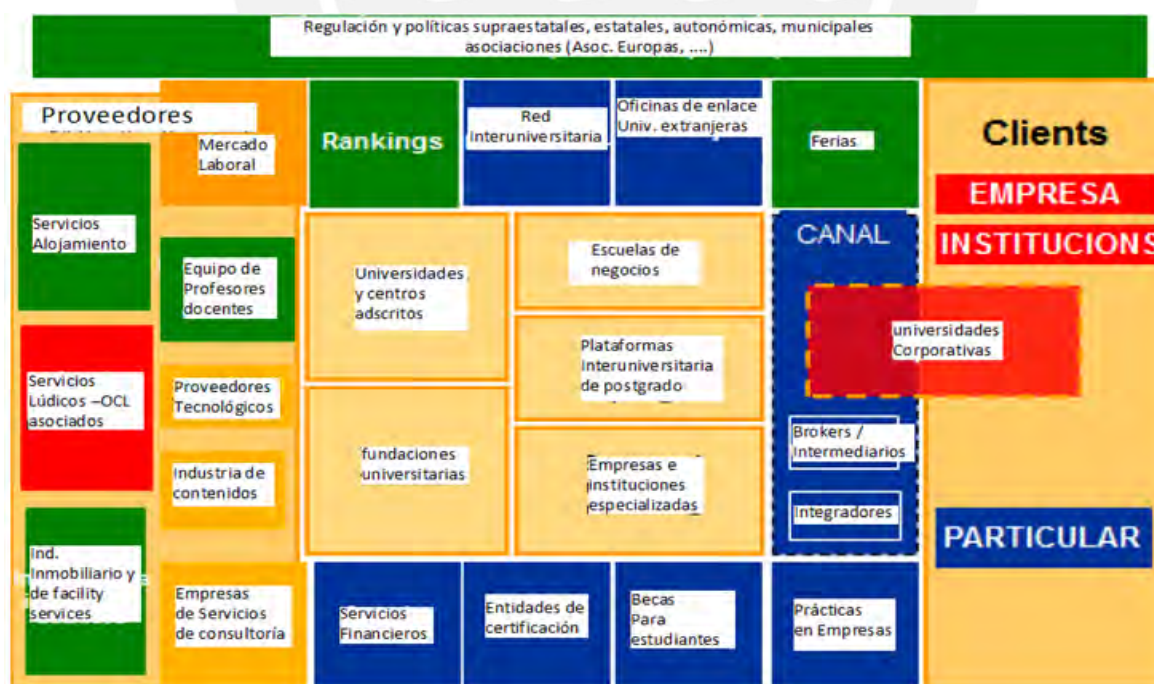 Regulación y políticas supraestatales, estatales, autonómicas, municipales
asociaciones (Asoc. Europas, ....)
Proveedores
Mercado
Laboral
Rankings
Red
Interuniversitaria
Oficinas de enlace
Univ. extranjeras
Ferias
Clients
EMPRESA
INSTITUCIONS
PARTICULAR
Servicios
Alojamiento
Equipo de
Profesores
docentes
Universidades
y centros
adscritos
Escuelas de
negocios
CANAL
universidades
Corporativas
Servicios
Lúdicos –OCL
asociados
Proveedores
Tecnológicos
Plataformas
Interuniversitaria
de postgrado
Industria de
contenidos
fundaciones
universitarias
Empresas e
instituciones
especializadas
Brokers /
Intermediarios
Integradores
Ind.
Inmobiliario y
de facility
services
Empresas
de Servicios
de consultoría
Servicios
Financieros
Entidades de
certificación
Becas
Para
estudiantes
Prácticas
en Empresas